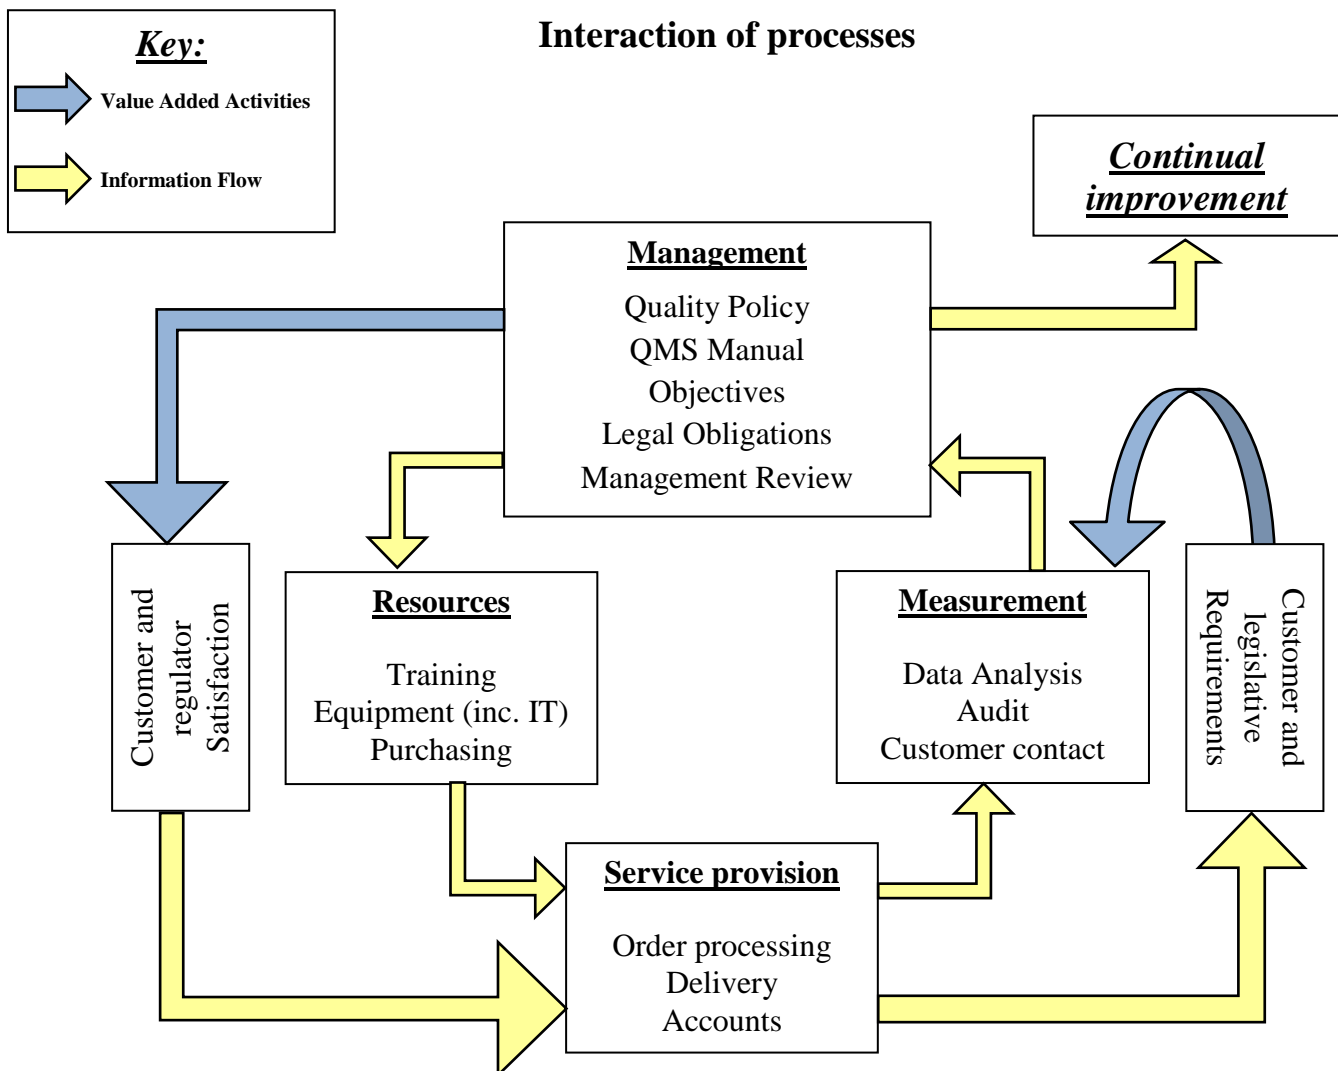 Interaction of processes
Key:
Value Added Activities
Information Flow
Continual
improvement
Management
Quality Policy
QMS Manual
Objectives
Legal Obligations
Management Review
Customer and
regulator
Satisfaction
Resources
Training
Equipment (inc. IT)
Purchasing
Measurement
Data Analysis
Audit
Customer contact
Customer and
legislative
Requirements
Service provision
Order processing
Delivery
Accounts